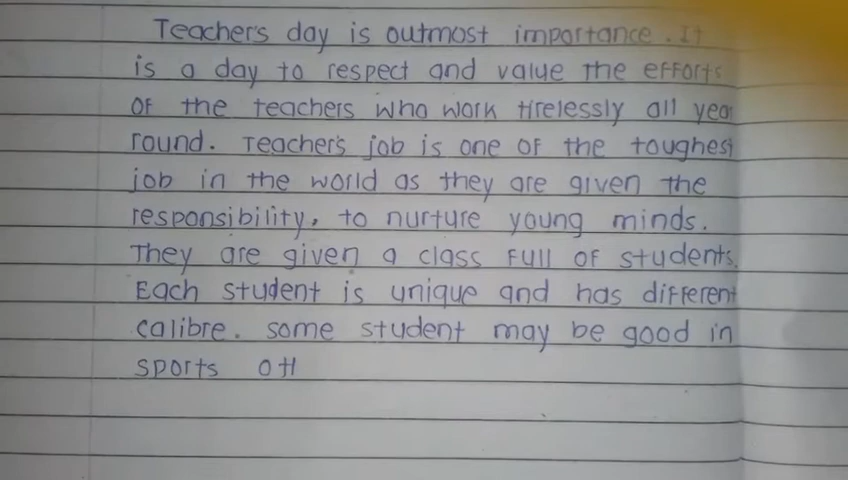 Teacher's day is outmost importance. It
is a day to respect and value the efforts
of the teachers who work tirelessly all year
round. Teacher's job is one of the toughest
job in the world as they are given the
responsibility, to nurture young minds.
They are given a class full of students.
Each student is unique and has different
calibre. some student may be good in
sports oth